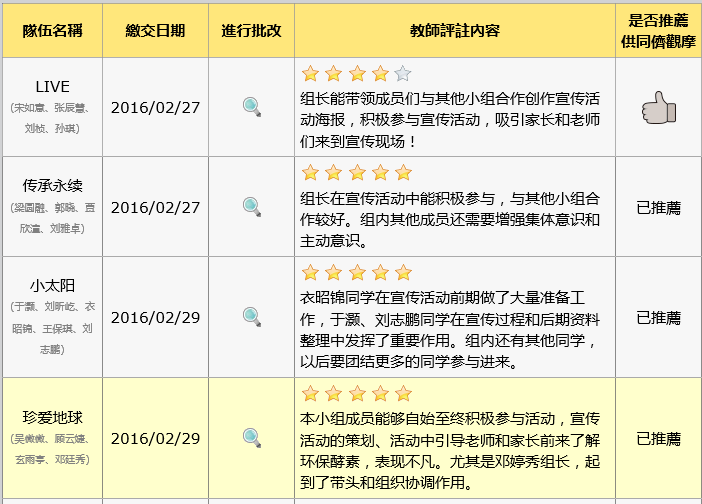 隊伍名稱
繳交日期
進行批改
教師評註內容
是否推薦
供同儕觀摩
LIVE
(宋如意、张辰慧、
刘桢、孙琪)
2016/02/27
组长能带领成员们与其他小组合作创作宣传活
动海报，积极参与宣传活动，吸引家长和老师
们来到宣传现场！
传承永续
(梁圆融、郭晓、贾
欣潼、刘雅卓)
2016/02/27
组长在宣传活动中能积极参与，与其他小组合
作较好。组内其他成员还需要增强集体意识和
主动意识。
已推薦
小太阳
(于灏、刘昕屹、衣
昭锦、王保琪、刘
志鹏)
2016/02/29
衣昭锦同学在宣传活动前期做了大量准备工
作，于灏、刘志鹏同学在宣传过程和后期资料
整理中发挥了重要作用。组内还有其他同学，
以后要团结更多的同学参与进来。
已推薦
珍爱地球
(吴微微、顾云婕、
玄雨亭、邓廷秀)
2016/02/29
本小组成员能够自始至终积极参与活动，宣传
活动的策划、活动中引导老师和家长前来了解
环保酵素，表现不凡。尤其是邓婷秀组长，起
到了带头和组织协调作用。
已推薦